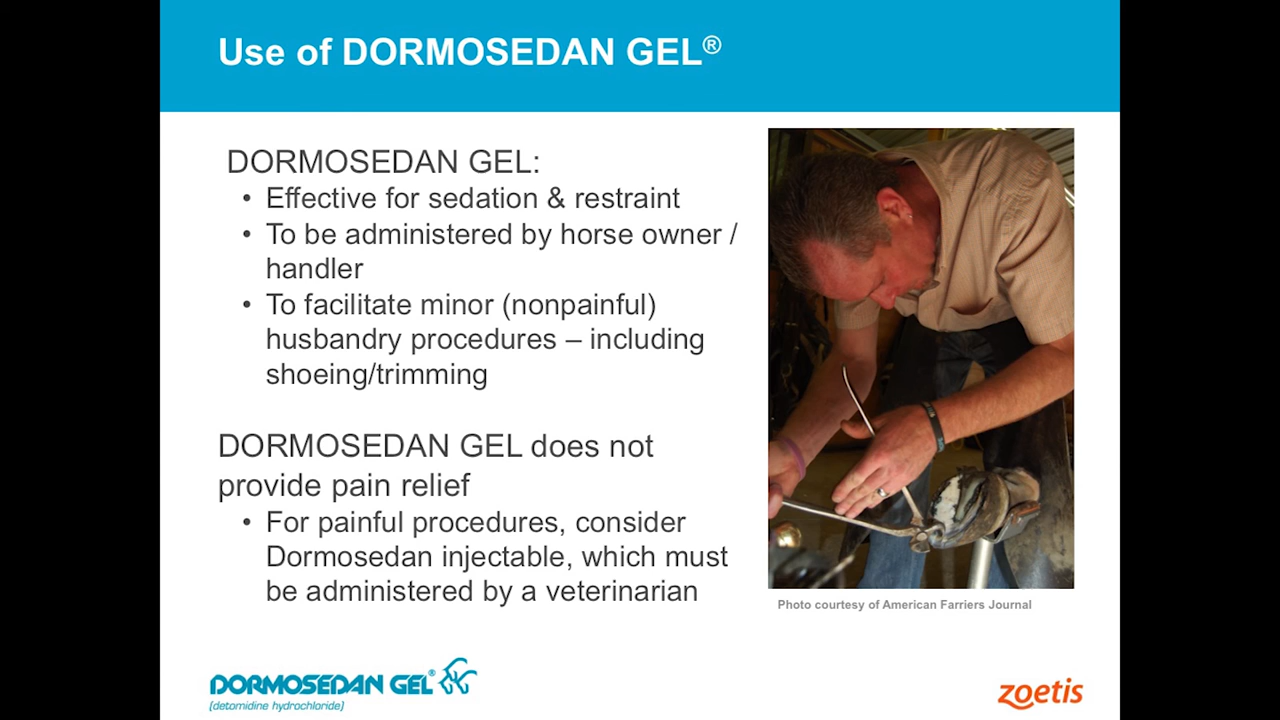 Use of DORMOSEDAN GEL®
DORMOSEDAN GEL:
• Effective for sedation & restraint
• To be administered by horse owner /
handler
• To facilitate minor (nonpainful)
husbandry procedures – including
shoeing/trimming
DORMOSEDAN GEL does not
provide pain relief
• For painful procedures, consider
Dormosedan injectable, which must
be administered by a veterinarian
Photo courtesy of American Farriers Journal
DORMOSEDAN GEL®
(detomidine hydrochloride)
zoetis